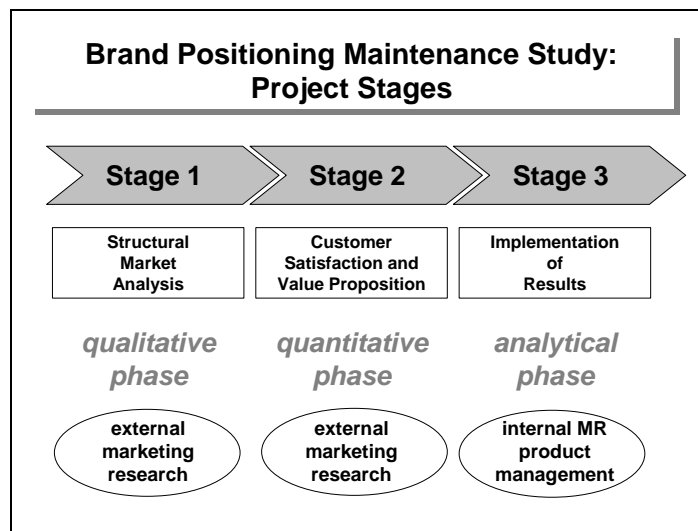 Brand Positioning Maintenance Study:
Project Stages
Stage 1
Stage 2
Stage 3
Structural
Market
Analysis
Customer
Satisfaction and
Value Proposition
Implementation
of
Results
qualitative
phase
quantitative
phase
analytical
phase
external
marketing
research
external
marketing
research
internal MR
product
management